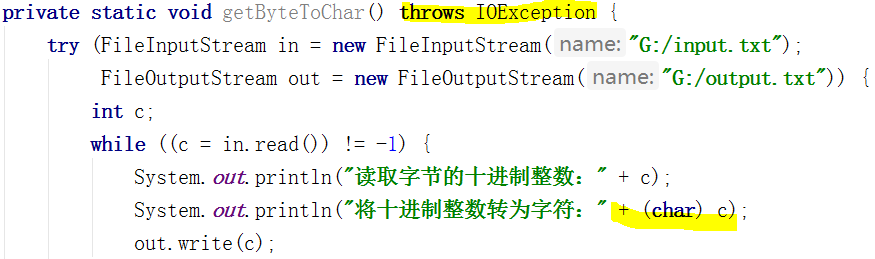 private static void getByteToChar() throws IOException {
try (FileInputStream in = new FileInputStream( name: "G:/input.txt");
FileOutputStream out = new FileOutputStream( name: "G:/output.txt")) {
int c;
while ((c = in.read()) != -1) {
System.out.println("读取字节的十进制整数：" + c);
System.out.println("将十进制整数转为字符：" + (char) c);
out.write(c);